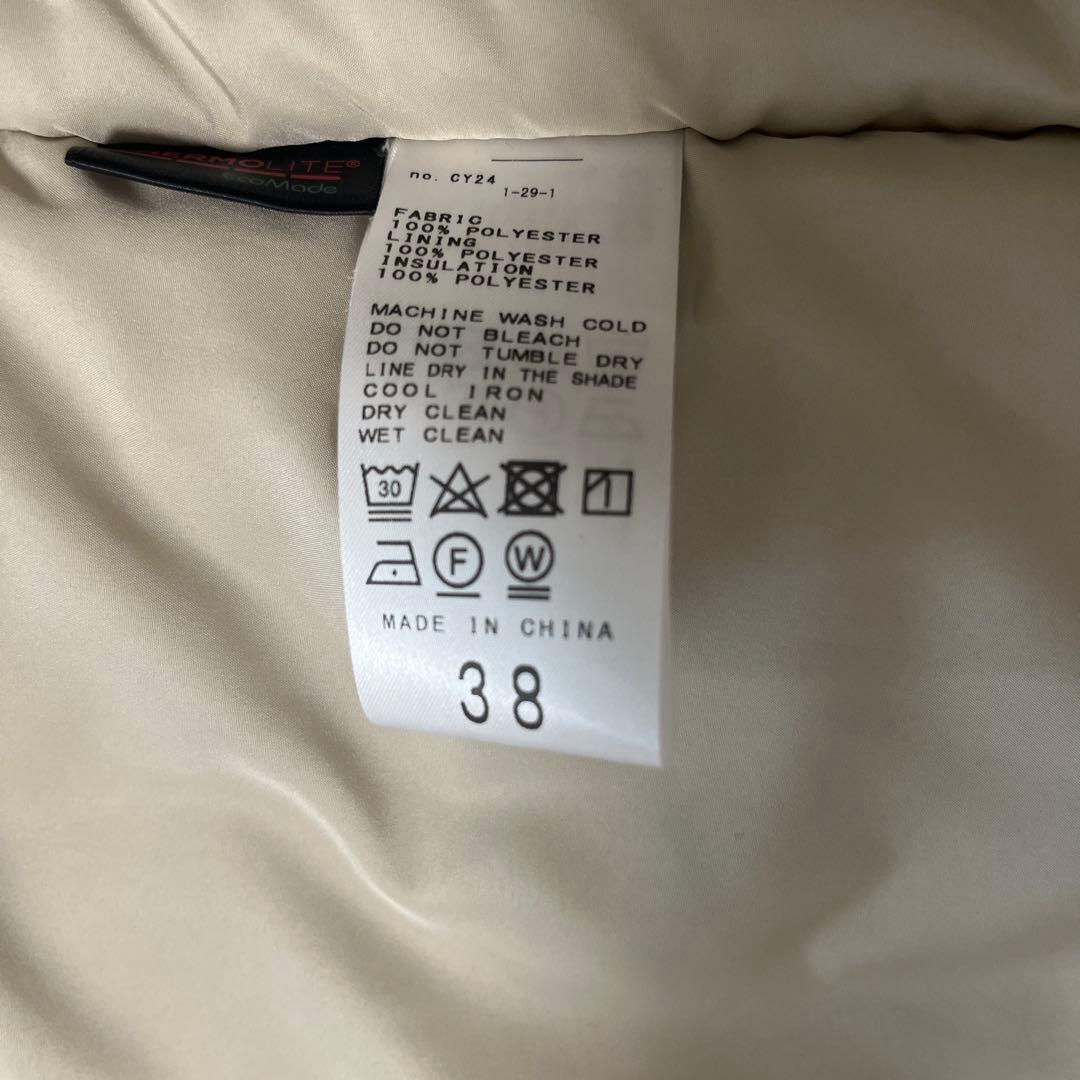 THERMOLITE®
ecoMade
no. CY24
1-29-1
FABRIC
100% POLYESTER
LINING
100% POLYESTER
INSULATION
100% POLYESTER
MACHINE WASH COLD
DO NOT BLEACH
DO NOT TUMBLE DRY
LINE DRY IN THE SHADE
COOL IRON
DRY CLEAN
WET CLEAN
30
F W
MADE IN CHINA
38